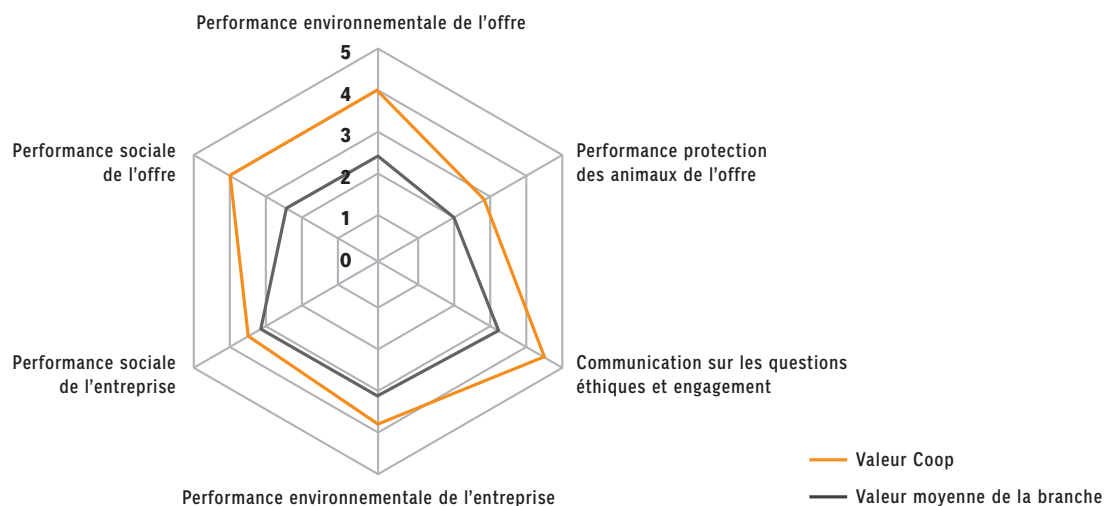 Performance environnementale de l'offre
5
4
3
2
1
0
Performance sociale
de l'offre
Performance protection
des animaux de l'offre
Performance sociale
de l'entreprise
Communication sur les questions
éthiques et engagement
Performance environnementale de l'entreprise
Valeur Coop
Valeur moyenne de la branche